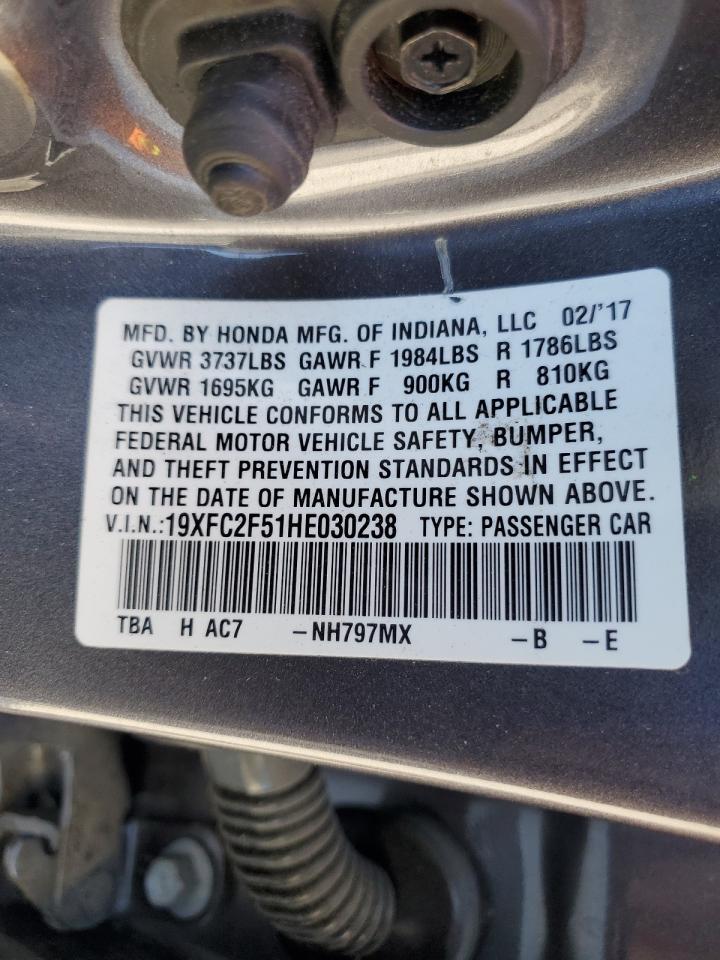 MFD. BY HONDA MFG. OF INDIANA, LLC 02/'17
GVWR 3737LBS GAWR F 1984LBS R 1786LBS
GVWR 1695KG GAWR F 900KG R 810KG
THIS VEHICLE CONFORMS TO ALL APPLICABLE
FEDERAL MOTOR VEHICLE SAFETY, BUMPER,
AND THEFT PREVENTION STANDARDS IN EFFECT
ON THE DATE OF MANUFACTURE SHOWN ABOVE.
V.I.N.:19XFC2F51HE030238 TYPE: PASSENGER CAR
TBA H AC7 -NH797MX -B -E